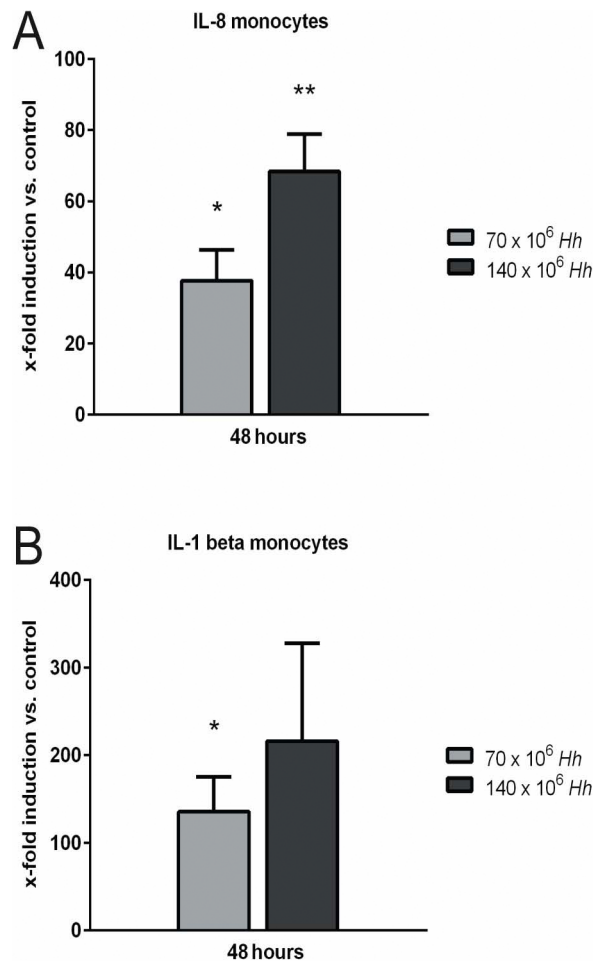 A
IL-8 monocytes
x-fold induction vs. control
100
80
60
40
20
0
*
**
48 hours
70 x 10⁶ Hh
140 x 10⁶ Hh
B
IL-1 beta monocytes
x-fold induction vs. control
400
300
200
100
0
*
48 hours
70 x 10⁶ Hh
140 x 10⁶ Hh